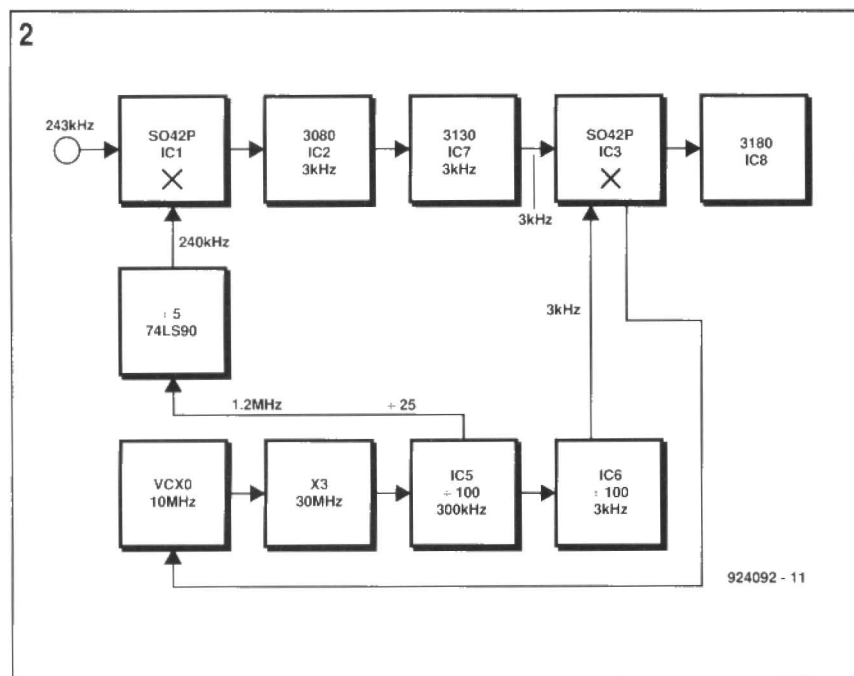 2
243kHz
SO42P
IC1
X
3080
IC2
3kHz
3130
IC7
3kHz
3kHz
SO42P
IC3
X
3180
IC8
240kHz
: 5
74LS90
3kHz
1.2MHz
÷ 25
VCX0
10MHz
X3
30MHz
IC5
÷ 100
300kHz
IC6
: 100
3kHz
924092 - 11